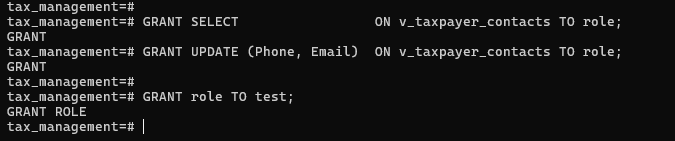 tax_management=#
tax_management=# GRANT SELECT                 ON v_taxpayer_contacts TO role;
GRANT
tax_management=# GRANT UPDATE (Phone, Email)  ON v_taxpayer_contacts TO role;
GRANT
tax_management=#
tax_management=# GRANT role TO test;
GRANT ROLE
tax_management=#